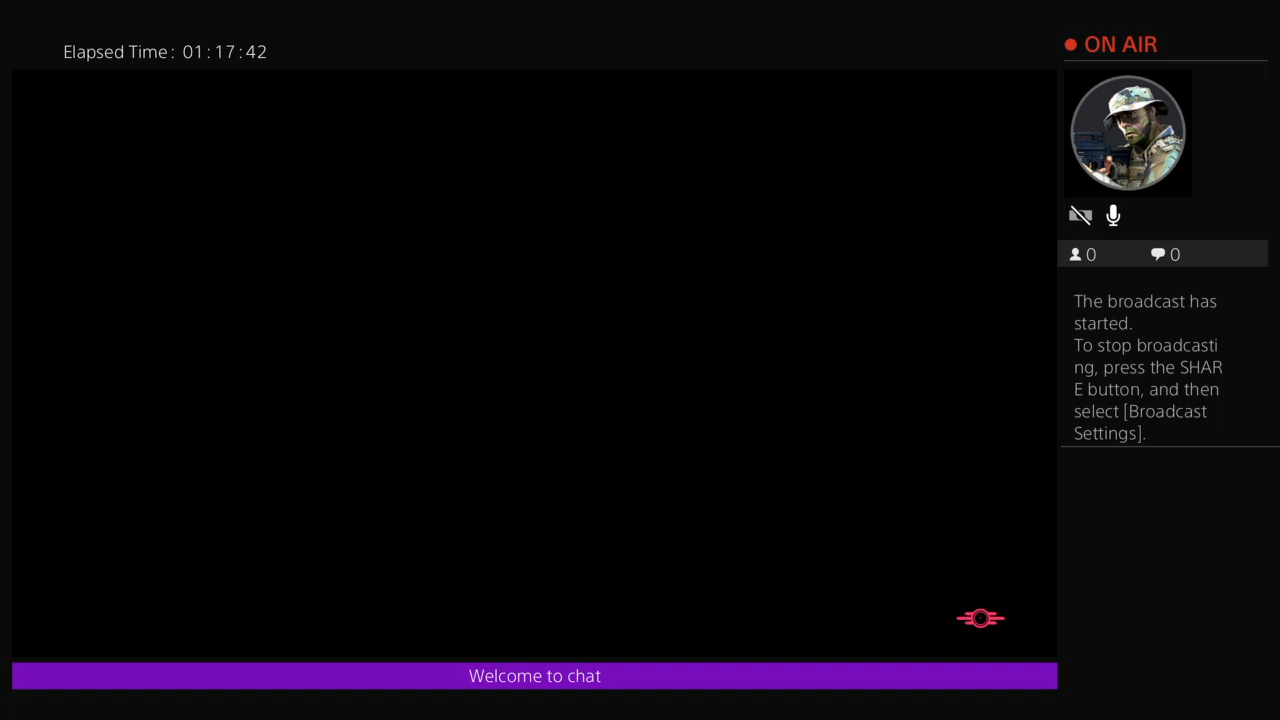 Elapsed Time: 01:17:42
ON AIR
0 0
The broadcast has
started.
To stop broadcasti
ng, press the SHAR
E button, and then
select [Broadcast
Settings].
Welcome to chat